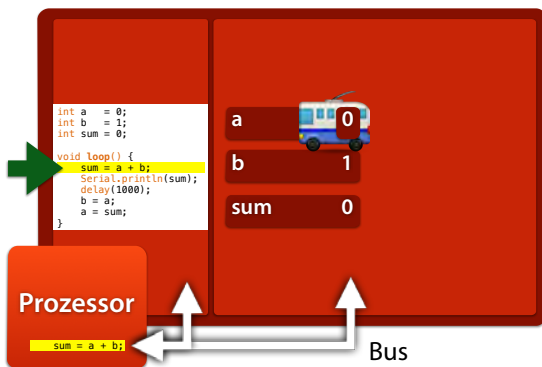 int a   = 0;
int b   = 1;
int sum = 0;
void loop() {
    sum = a + b;
    Serial.println(sum);
    delay(1000);
    b = a;
    a = sum;
}
a 0
b 1
sum 0
Prozessor
sum = a + b;
Bus